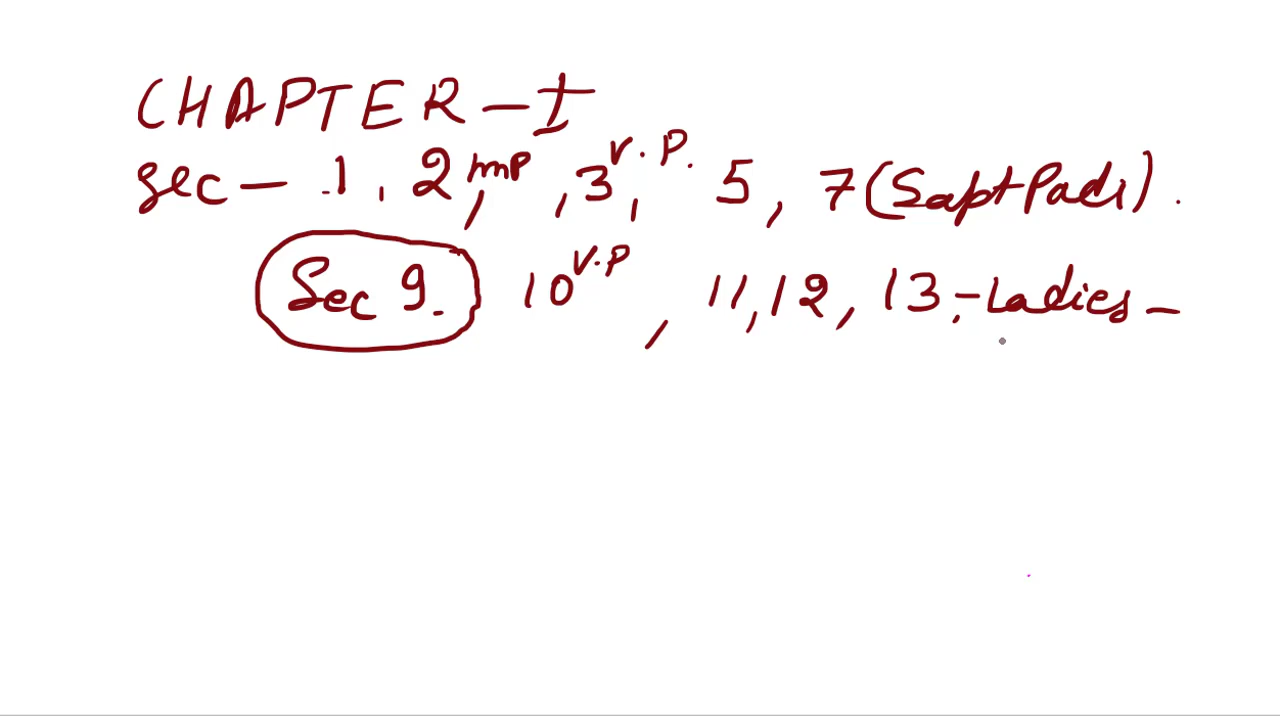 CHAPTER - I
Sec - 1, 2, imp, 3, V.P. 5, 7 (SaptPadi).
Sec 9. 10 V.P, 11, 12, 13, - Ladies -